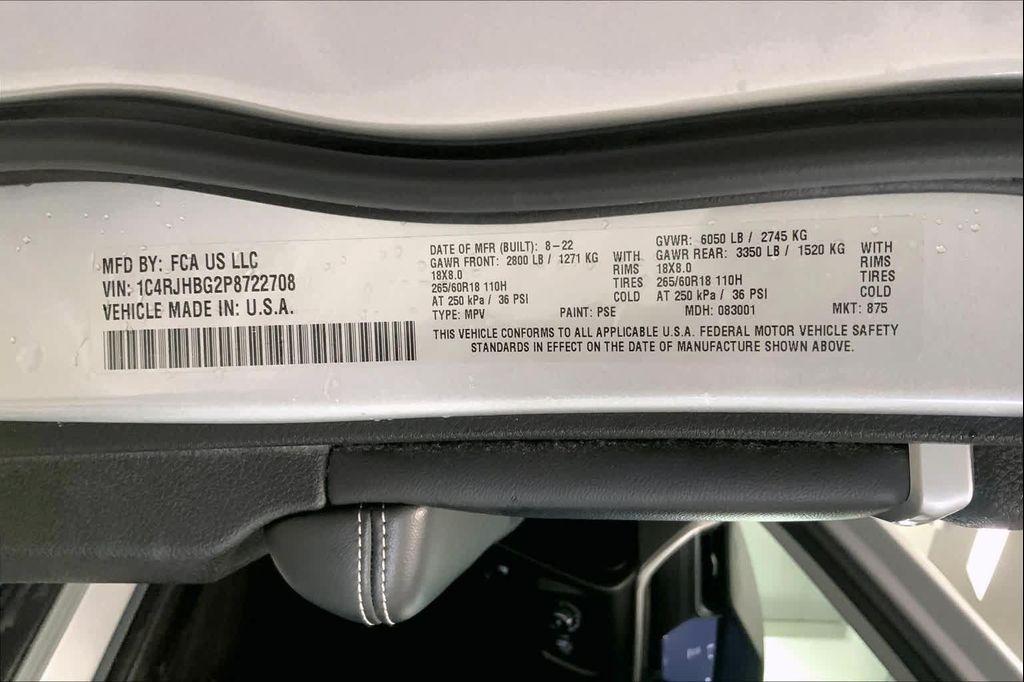 MFD BY: FCA US LLC
VIN: 1C4RJHBG2P8722708
VEHICLE MADE IN: U.S.A.
DATE OF MFR (BUILT): 8-22
GAWR FRONT: 2800 LB / 1271 KG WITH
18X8.0 RIMS
265/60R18 110H TIRES
AT 250 kPa / 36 PSI COLD
TYPE: MPV PAINT: PSE
GVWR: 6050 LB / 2745 KG
GAWR REAR: 3350 LB / 1520 KG WITH
18X8.0 RIMS
265/60R18 110H TIRES
AT 250 kPa / 36 PSI COLD
MDH: 083001 MKT: 875
THIS VEHICLE CONFORMS TO ALL APPLICABLE U.S.A. FEDERAL MOTOR VEHICLE SAFETY
STANDARDS IN EFFECT ON THE DATE OF MANUFACTURE SHOWN ABOVE.